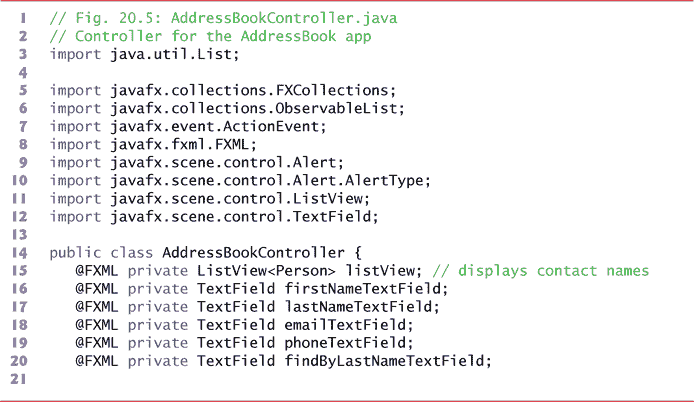 1 // Fig. 20.5: AddressBookController.java
2 // Controller for the AddressBook app
3 import java.util.List;
4
5 import javafx.collections.FXCollections;
6 import javafx.collections.ObservableList;
7 import javafx.event.ActionEvent;
8 import javafx.fxml.FXML;
9 import javafx.scene.control.Alert;
10 import javafx.scene.control.Alert.AlertType;
11 import javafx.scene.control.ListView;
12 import javafx.scene.control.TextField;
13
14 public class AddressBookController {
15    @FXML private ListView<Person> listView; // displays contact names
16    @FXML private TextField firstNameTextField;
17    @FXML private TextField lastNameTextField;
18    @FXML private TextField emailTextField;
19    @FXML private TextField phoneTextField;
20    @FXML private TextField findByLastNameTextField;
21